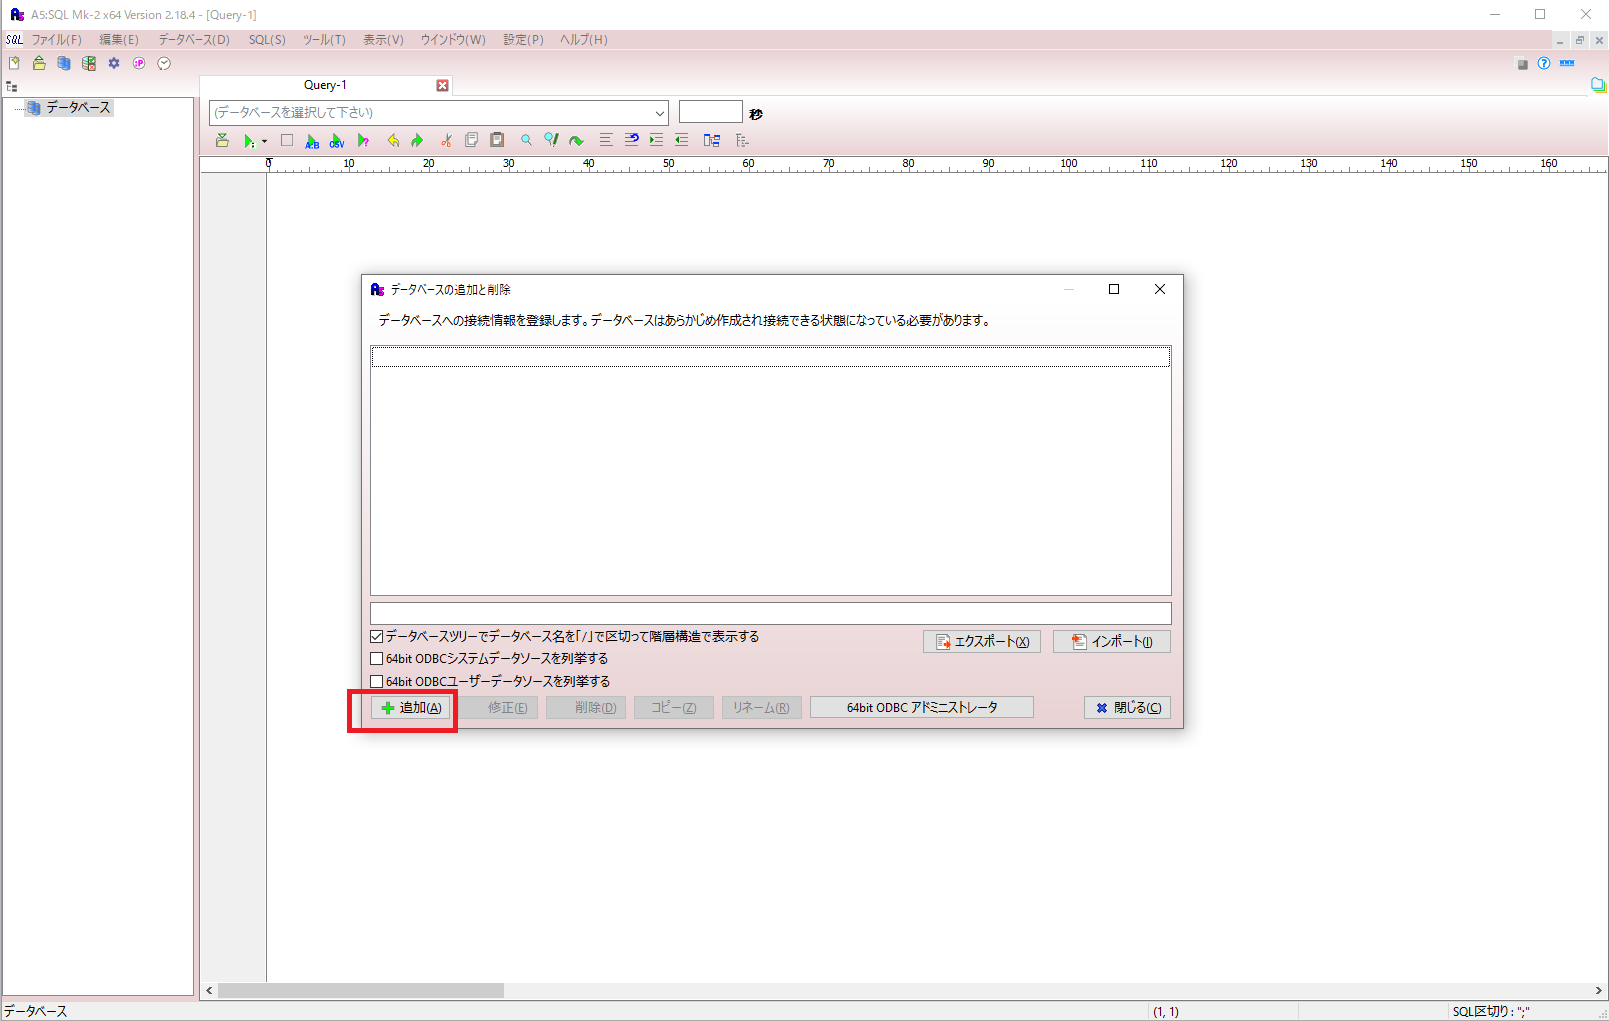 A5:SQL Mk-2 x64 Version 2.18.4 - [Query-1]
SQL ファイル(F) 編集(E) データベース(D) SQL(S) ツール(T) 表示(V) ウインドウ(W) 設定(P) ヘルプ(H)
Query-1
データベース
(データベースを選択して下さい) 秒
A:B CSV
0 10 20 30 40 50 60 70 80 90 100 110 120 130 140 150 160
データベースの追加と削除
データベースへの接続情報を登録します。データベースはあらかじめ作成され接続できる状態になっている必要があります。
データベースツリーでデータベース名を「/」で区切って階層構造で表示する
エクスポート(X) インポート(I)
64bit ODBCシステムデータソースを列挙する
64bit ODBCユーザーデータソースを列挙する
追加(A) 修正(E) 削除(D) コピー(Z) リネーム(R) 64bit ODBC アドミニストレータ 閉じる(C)
データベース (1, 1) SQL区切り : ";"